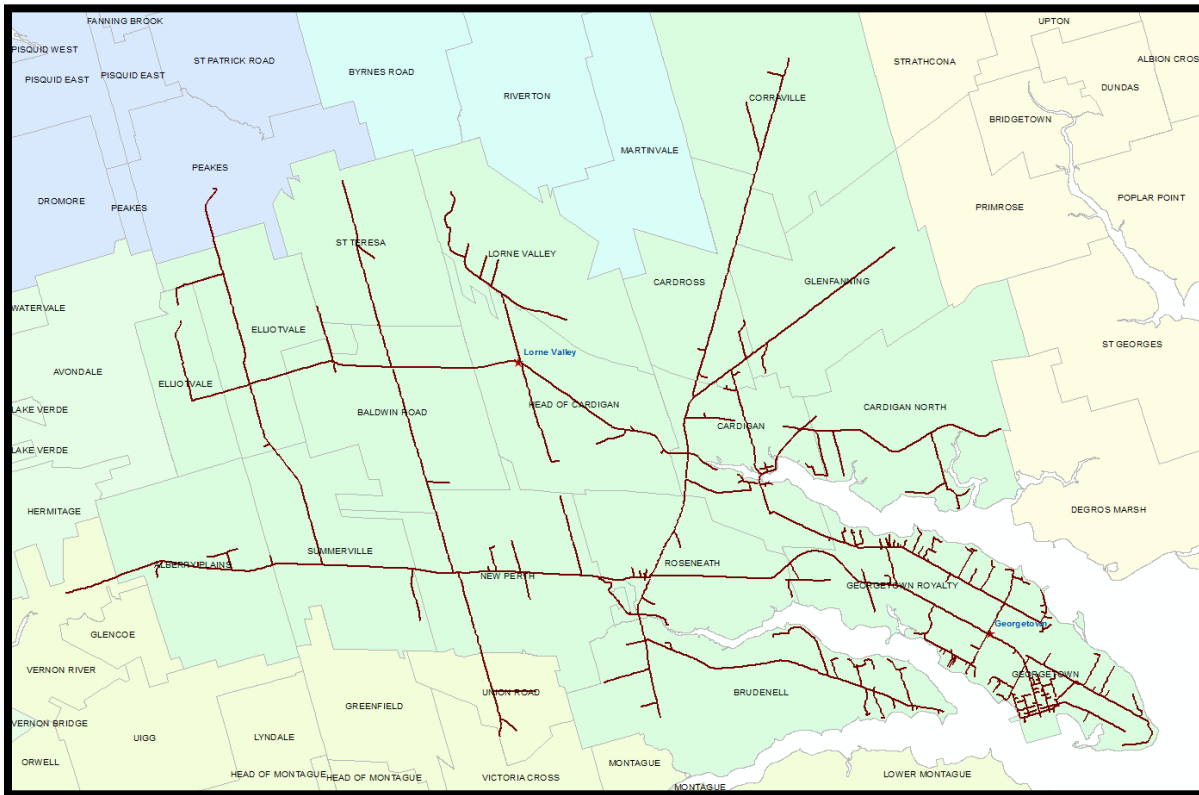 FANNING BROOK
UPTON
PISQUID WEST
ST PATRICK ROAD
STRATHCONA
ALBION CROS
PISQUID EAST
PISQUID EAST
BYRNES ROAD
DUNDAS
RIVERTON
CORRAVILLE
BRIDGETOWN
MARTINVALE
PEAKES
POPLAR POINT
DROMORE
PEAKES
PRIMROSE
ST TERESA
LORNE VALLEY
CARDROSS
GLENFANNING
WATERVALE
ELLIOTVALE
ST GEORGES
Lorne Valley
AVONDALE
ELLIOTVALE
LAKE VERDE
BALDWIN ROAD
HEAD OF CARDIGAN
CARDIGAN NORTH
CARDIGAN
LAKE VERDE
HERMITAGE
DEGROS MARSH
SUMMERVILLE
ALBERRY PLAINS
NEW PERTH
ROSENEATH
GEORGETOWN ROYALTY
Georgetown
GLENCOE
VERNON RIVER
GEORGETOWN
UNION ROAD
BRUDENELL
GREENFIELD
VERNON BRIDGE
UIGG
LYNDALE
ORWELL
HEAD OF MONTAGUE
HEAD OF MONTAGUE
VICTORIA CROSS
MONTAGUE
LOWER MONTAGUE
MONTAGUE